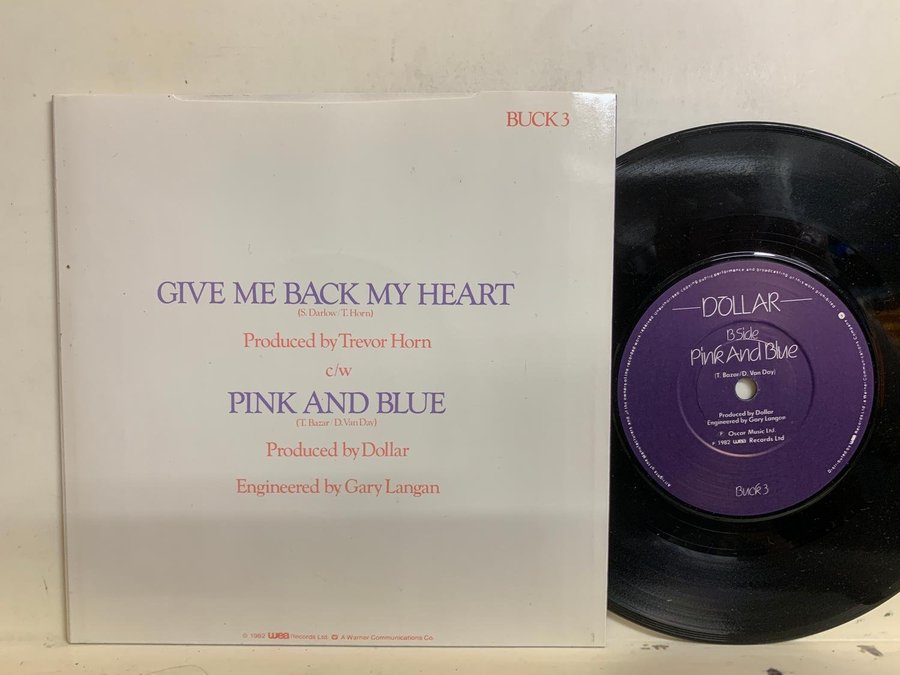 BUCK 3
GIVE ME BACK MY HEART
(S. Darlow/T. Horn)
Produced by Trevor Horn
c/w
PINK AND BLUE
(T. Bazar/D. Van Day)
Produced by Dollar
Engineered by Gary Langan
© 1982 wea Records Ltd. A Warner Communications Co.
DOLLAR
B Side
Pink And Blue
(T. Bazar/D. Van Day)
Produced by Dollar
Engineered by Gary Langan
℗ Oscar Music Ltd.
℗ 1982 wea Records Ltd
BUCK 3